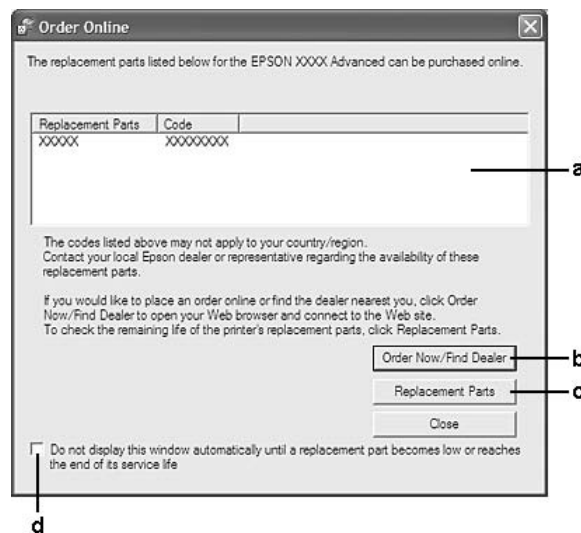 Order Online
The replacement parts listed below for the EPSON XXXX Advanced can be purchased online.
Replacement Parts Code
XXXXX XXXXXXXX
a
The codes listed above may not apply to your country/region.
Contact your local Epson dealer or representative regarding the availability of these
replacement parts.
If you would like to place an order online or find the dealer nearest you, click Order
Now/Find Dealer to open your Web browser and connect to the Web site.
To check the remaining life of the printer's replacement parts, click Replacement Parts.
Order Now/Find Dealer
b
Replacement Parts
c
Close
Do not display this window automatically until a replacement part becomes low or reaches
the end of its service life
d